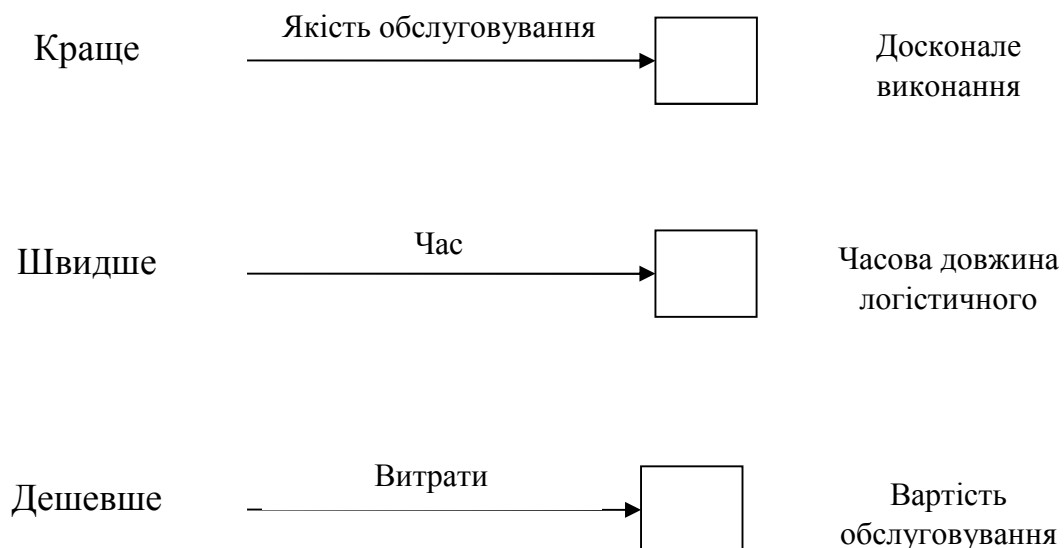 Краще
Якість обслуговування
Досконале
виконання
Швидше
Час
Часова довжина
логістичного
Дешевше
Витрати
Вартість
обслуговування